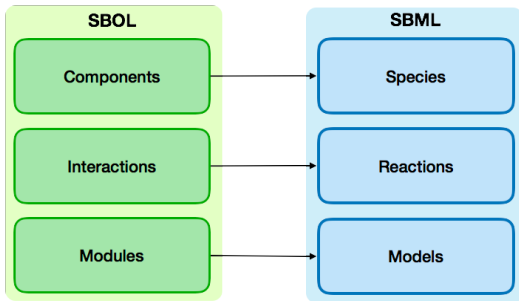 SBOL
SBML
Components
Species
Interactions
Reactions
Modules
Models